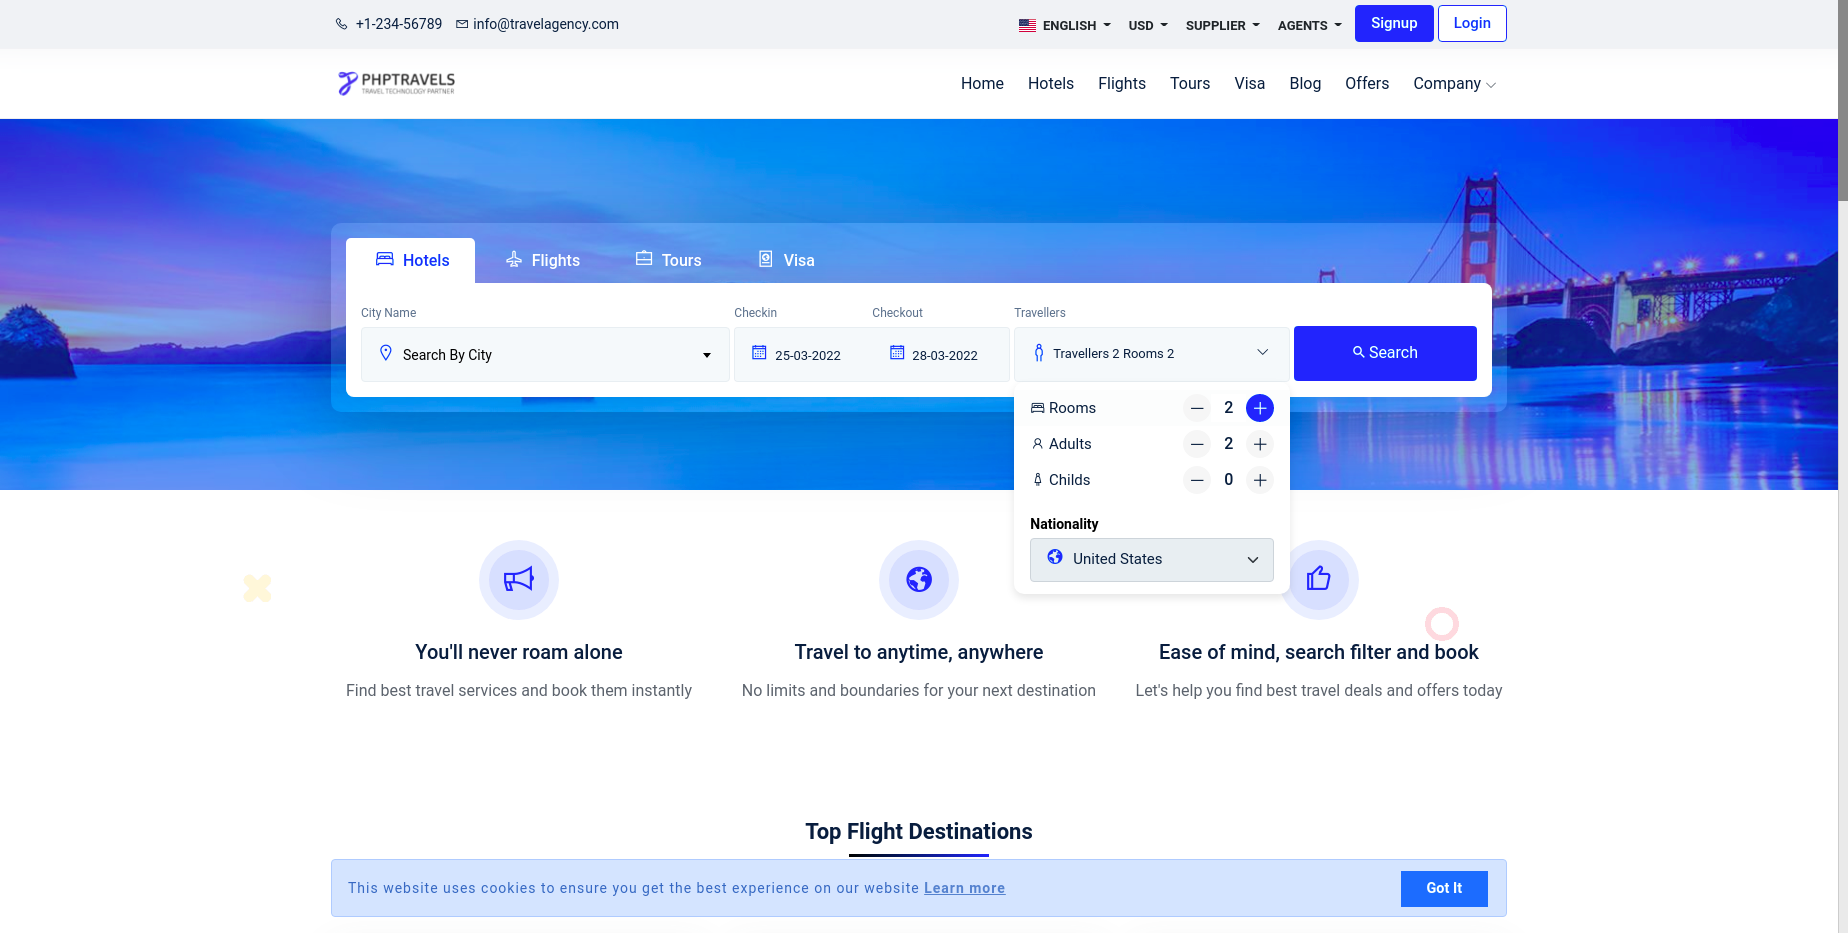 +1-234-56789 info@travelagency.com ENGLISH USD SUPPLIER AGENTS Signup Login
PHPTRAVELS
TRAVEL TECHNOLOGY PARTNER
Home Hotels Flights Tours Visa Blog Offers Company
Hotels Flights Tours Visa
City Name Checkin Checkout Travellers
Search By City 25-03-2022 28-03-2022 Travellers 2 Rooms 2 Search
Rooms 2
Adults 2
Childs 0
Nationality
United States
You'll never roam alone Travel to anytime, anywhere Ease of mind, search filter and book
Find best travel services and book them instantly No limits and boundaries for your next destination Let's help you find best travel deals and offers today
Top Flight Destinations
This website uses cookies to ensure you get the best experience on our website Learn more Got It